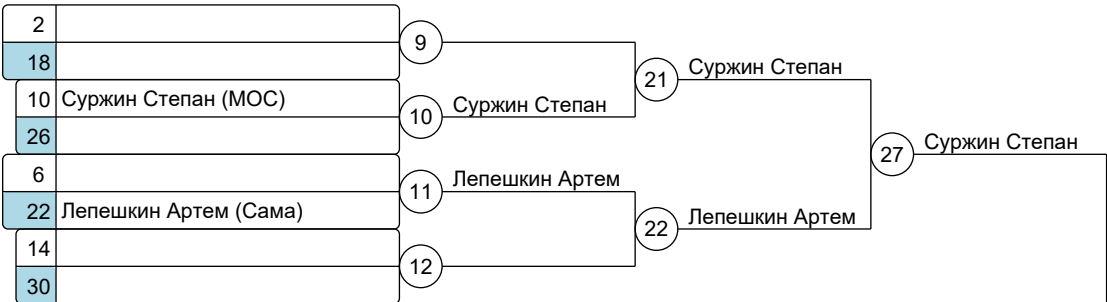 2
9
18
Суржин Степан
21
10 Суржин Степан (МОС)
10
Суржин Степан
26
27
Суржин Степан
6
11
Лепешкин Артем
22 Лепешкин Артем (Сама)
22
Лепешкин Артем
14
12
30